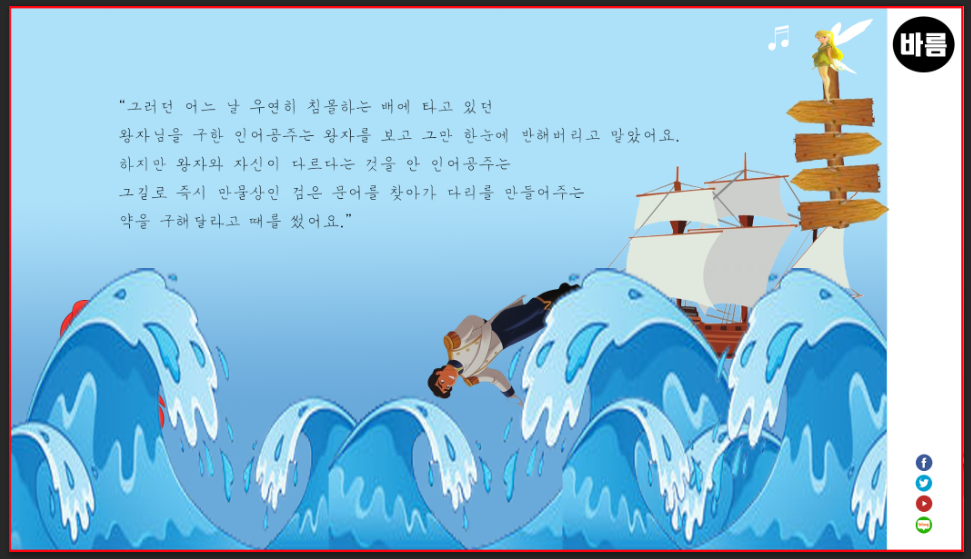 바름
“그러던 어느 날 우연히 침몰하는 배에 타고 있던
왕자님을 구한 인어공주는 왕자를 보고 그만 한눈에 반해버리고 말았어요.
하지만 왕자와 자신이 다르다는 것을 안 인어공주는
그길로 즉시 만물상인 검은 문어를 찾아가 다리를 만들어주는
약을 구해달라고 떼를 썼어요.”